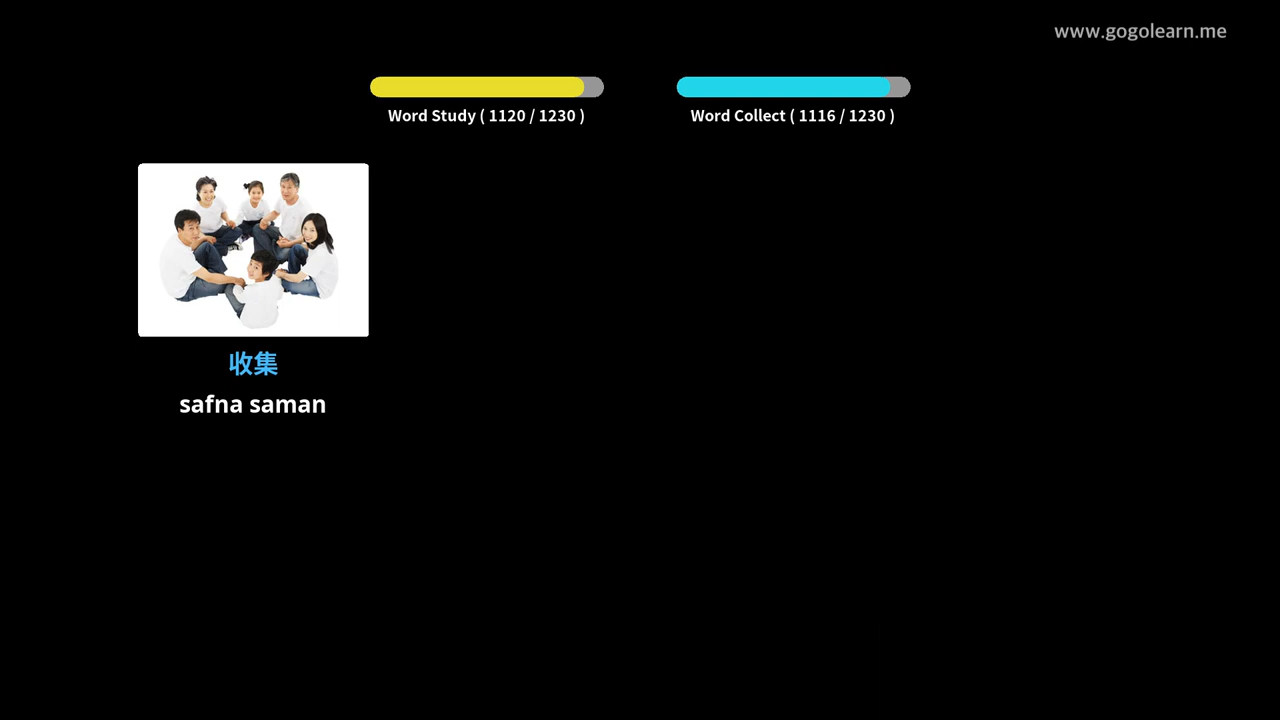 www.gogolearn.me
Word Study ( 1120 / 1230 )
Word Collect ( 1116 / 1230 )
收集
safna saman